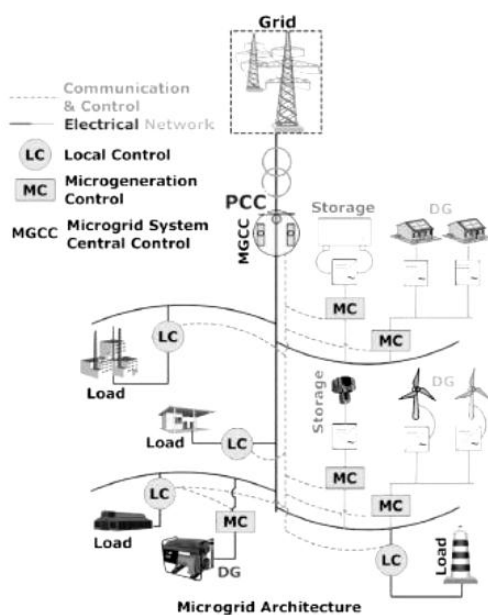 Grid
Communication
& Control
Electrical Network
LC Local Control
MC Microgeneration
Control
MGCC Microgrid System
Central Control
PCC
MGCC
Storage
DG
MC
MC
LC
Load
Storage
DG
Load
LC
MC
LC
MC
MC
Load
DG
LC
Load
Microgrid Architecture